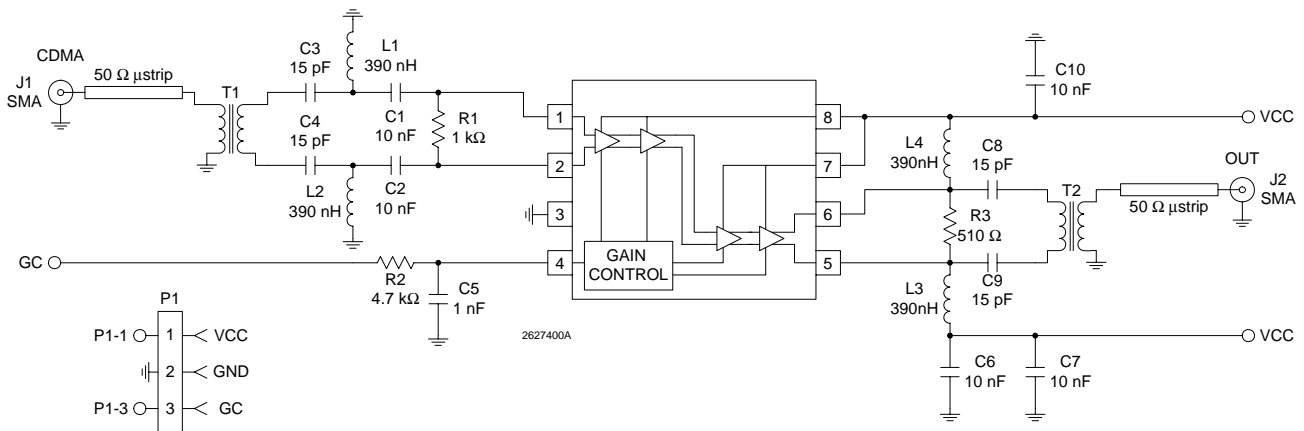 CDMA
J1
SMA
50 Ω µstrip
T1
C3
15 pF
L1
390 nH
C4
15 pF
C1
10 nF
R1
1 kΩ
L2
390 nH
C2
10 nF
GC
R2
4.7 kΩ
C5
1 nF
1
2
3
4
GAIN
CONTROL
8
7
6
5
2627400A
C10
10 nF
VCC
L4
390nH
C8
15 pF
R3
510 Ω
C9
15 pF
L3
390nH
T2
50 Ω µstrip
OUT
J2
SMA
VCC
C6
10 nF
C7
10 nF
P1
P1-1 1 VCC
2 GND
P1-3 3 GC